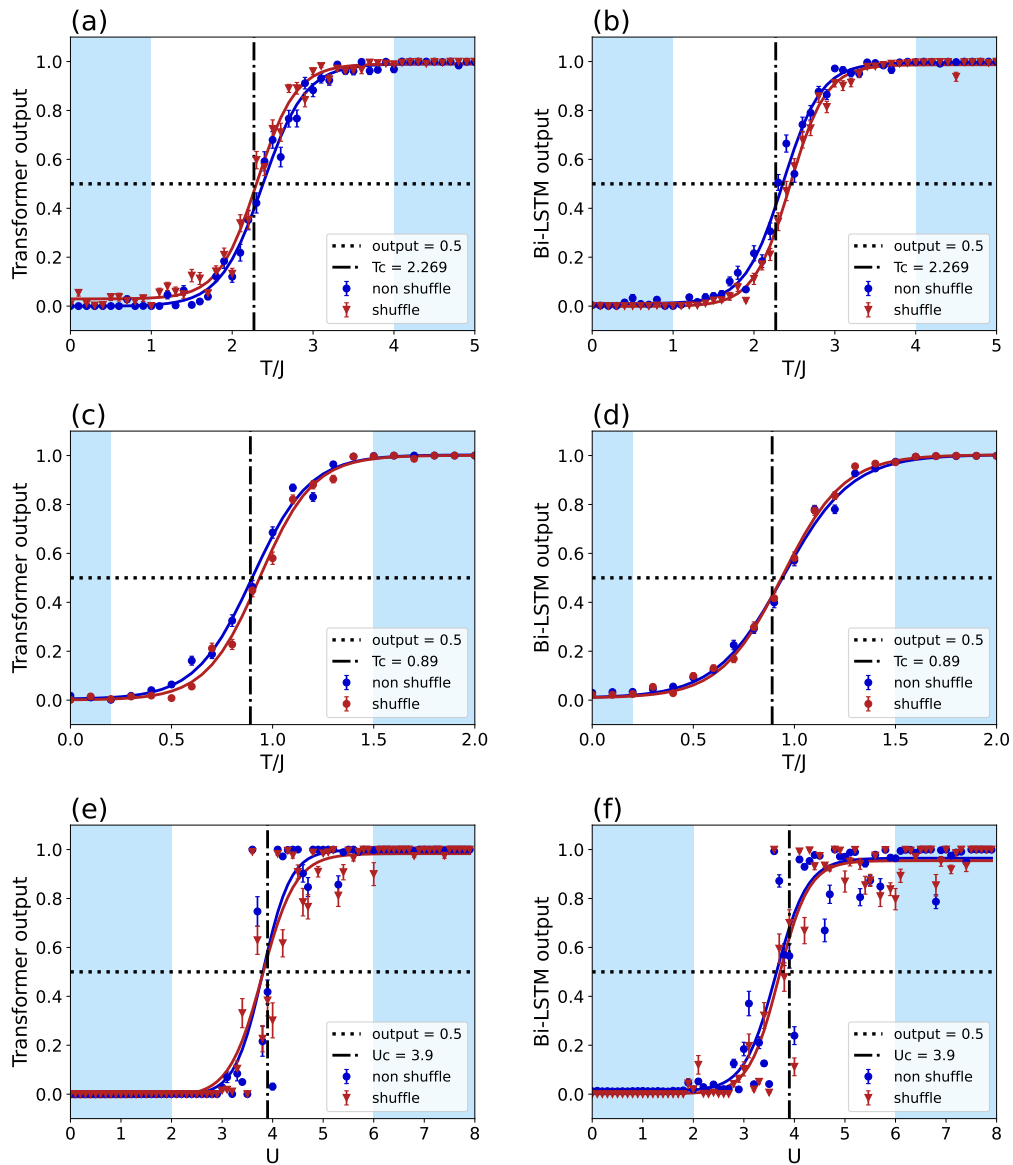 (a)
Transformer output
1.0
0.8
0.6
0.4
0.2
0.0
output = 0.5
Tc = 2.269
non shuffle
shuffle
0 1 2 3 4 5
T/J
(b)
Bi-LSTM output
1.0
0.8
0.6
0.4
0.2
0.0
output = 0.5
Tc = 2.269
non shuffle
shuffle
0 1 2 3 4 5
T/J
(c)
Transformer output
1.0
0.8
0.6
0.4
0.2
0.0
output = 0.5
Tc = 0.89
non shuffle
shuffle
0.0 0.5 1.0 1.5 2.0
T/J
(d)
Bi-LSTM output
1.0
0.8
0.6
0.4
0.2
0.0
output = 0.5
Tc = 0.89
non shuffle
shuffle
0.0 0.5 1.0 1.5 2.0
T/J
(e)
Transformer output
1.0
0.8
0.6
0.4
0.2
0.0
output = 0.5
Uc = 3.9
non shuffle
shuffle
0 1 2 3 4 5 6 7 8
U
(f)
Bi-LSTM output
1.0
0.8
0.6
0.4
0.2
0.0
output = 0.5
Uc = 3.9
non shuffle
shuffle
0 1 2 3 4 5 6 7 8
U